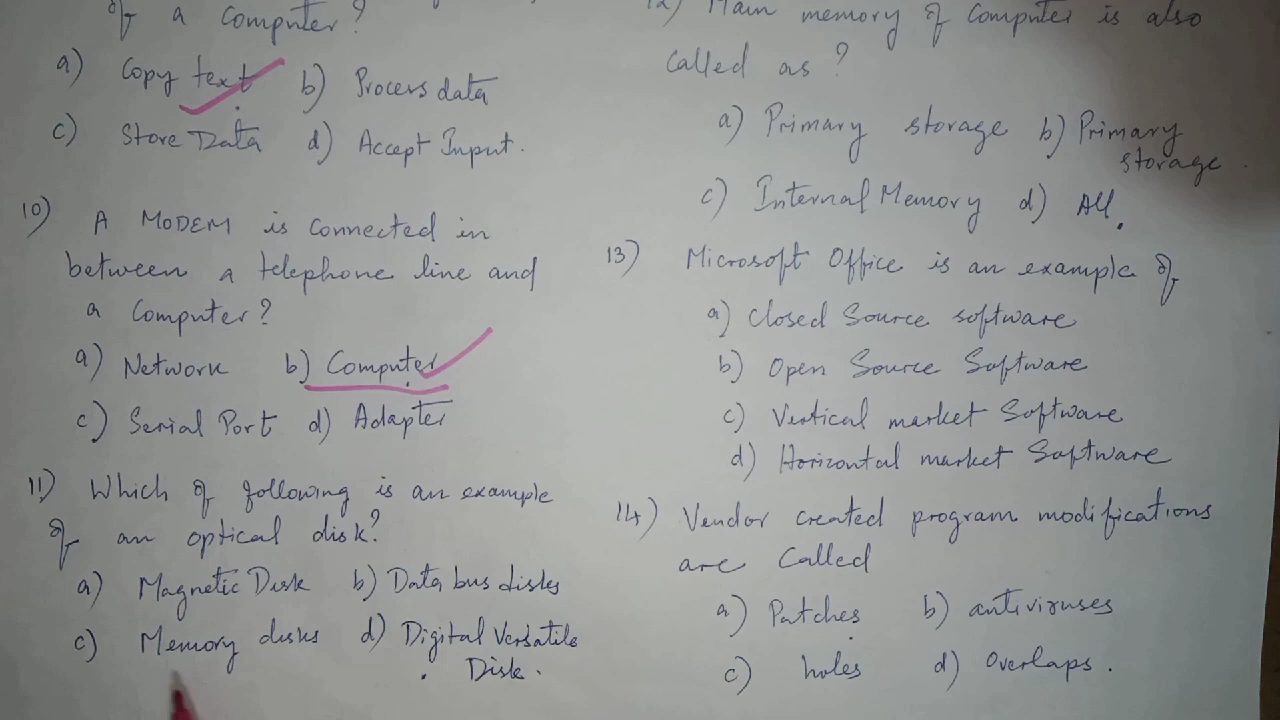 of a Computer?
a) Copy text b) Process data
c) Store Data d) Accept Input.
10) A MODEM is connected in
between a telephone line and
a Computer?
a) Network b) Computer
c) Serial Port d) Adapter
11) Which of following is an example
of an optical disk?
a) Magnetic Disk b) Data bus disks
c) Memory disks d) Digital Versatile
Disk.
12) Main memory of Computer is also
called as?
a) Primary storage b) Primary
storage.
c) Internal Memory d) All.
13) Microsoft Office is an example of
a) Closed Source software
b) Open Source Software
c) Vertical market Software
d) Horizontal market Software
14) Vendor created program modifications
are called
a) Patches b) antiviruses
c) holes d) Overlaps.